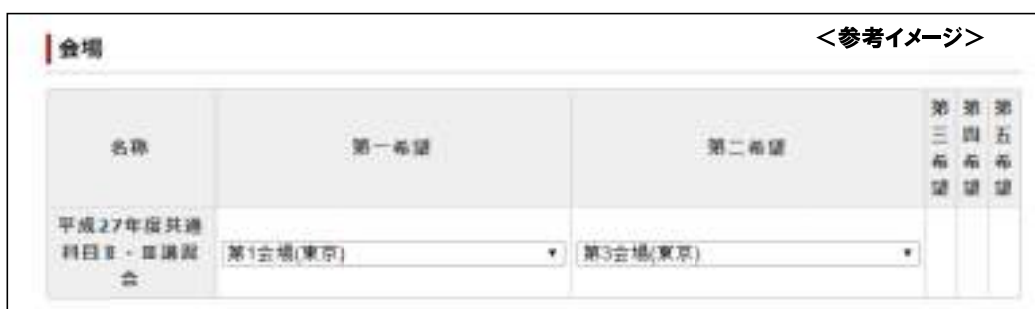 会場
<参考イメージ>
名称
第一希望
第二希望
第三希望
第四希望
第五希望
平成27年度共通
科目Ⅱ・Ⅲ講習
会
第1会場(東京)
第3会場(東京)